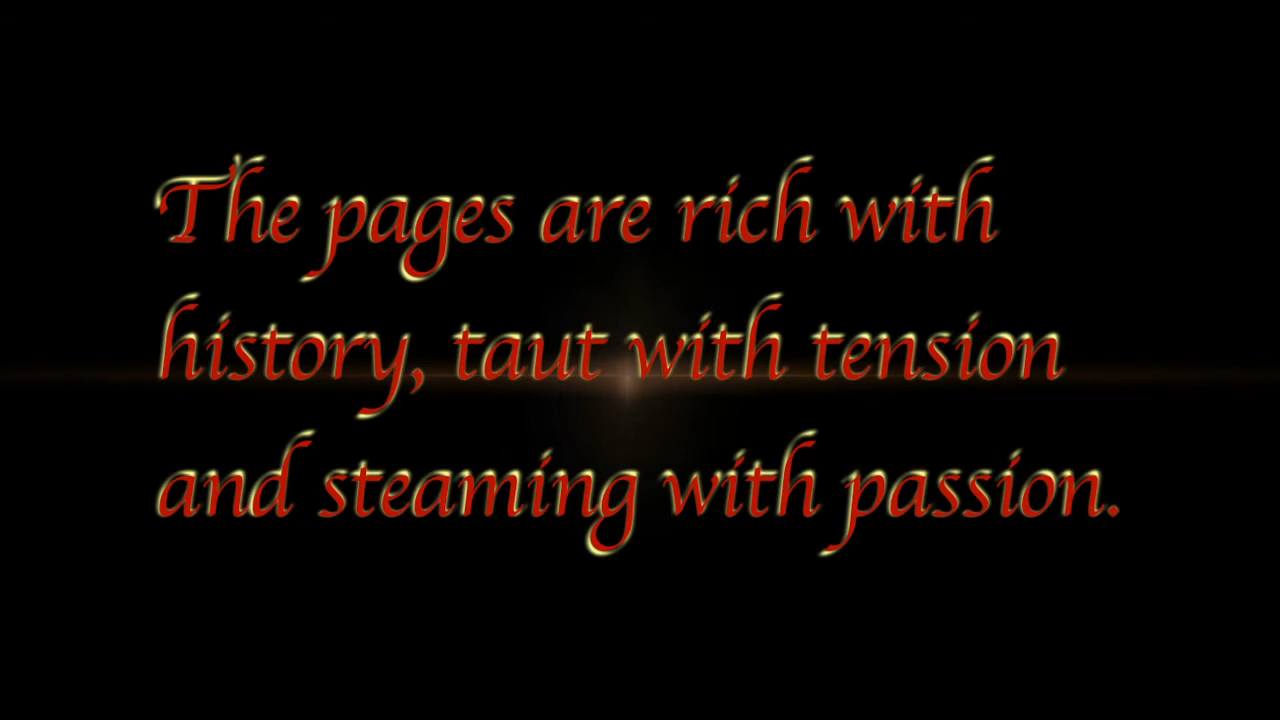 The pages are rich with
history, taut with tension
and steaming with passion.